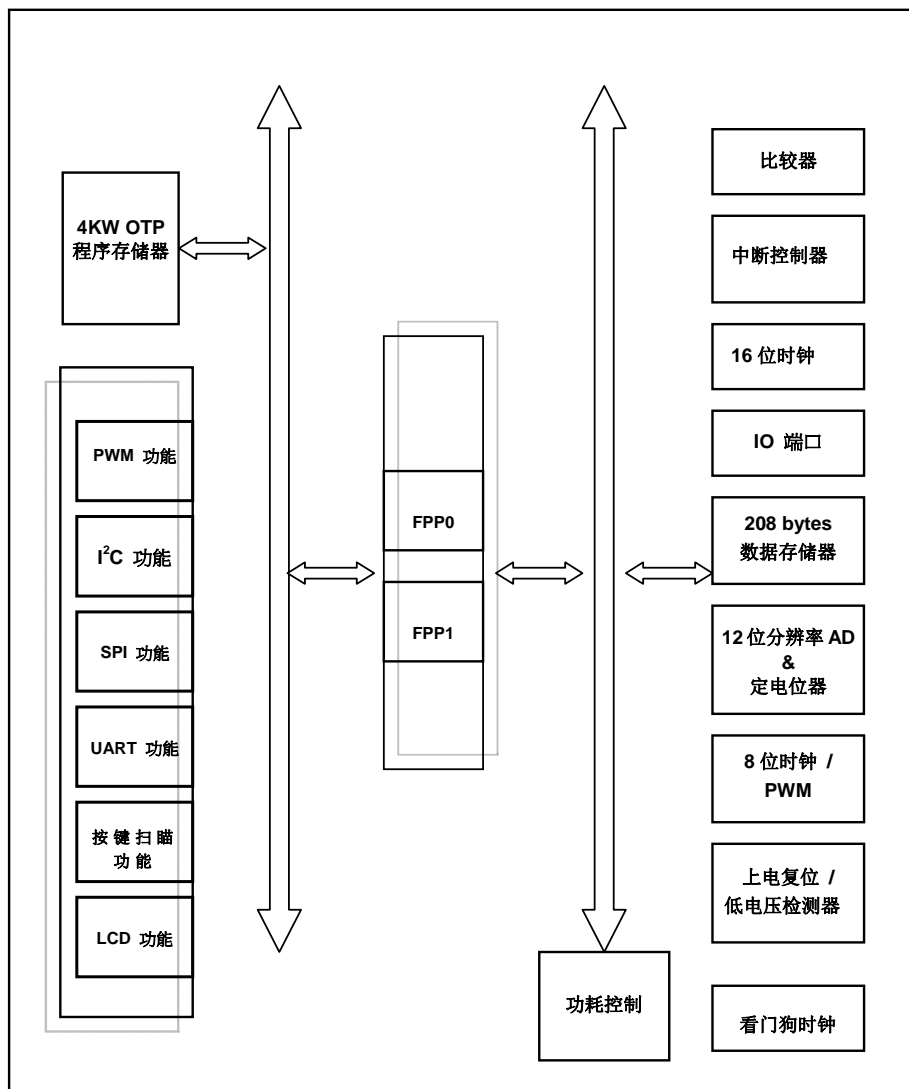 4KW OTP
程序存储器
PWM 功能
I²C 功能
SPI 功能
UART 功能
按键扫瞄
功能
LCD 功能
FPP0
FPP1
比较器
中断控制器
16 位时钟
IO 端口
208 bytes
数据存储器
12 位分辨率 AD
&
定电位器
8 位时钟 /
PWM
上电复位 /
低电压检测器
功耗控制
看门狗时钟